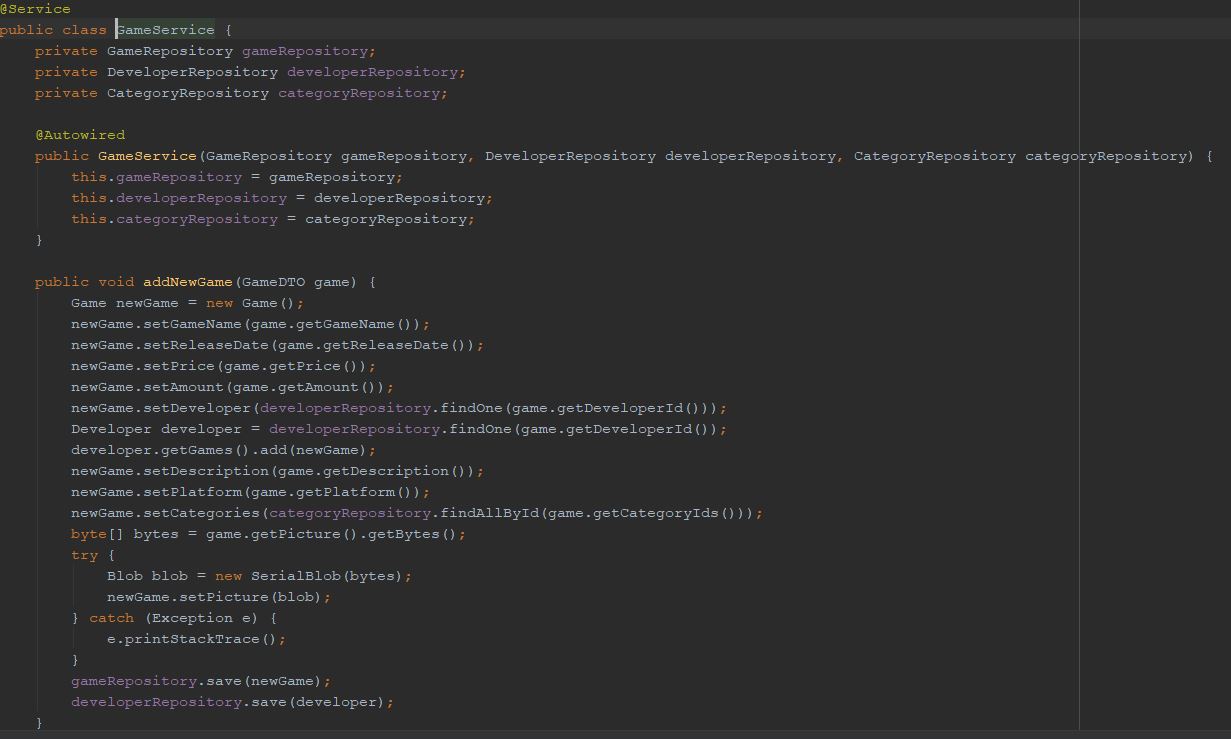 @Service
public class GameService {
    private GameRepository gameRepository;
    private DeveloperRepository developerRepository;
    private CategoryRepository categoryRepository;

    @Autowired
    public GameService(GameRepository gameRepository, DeveloperRepository developerRepository, CategoryRepository categoryRepository) {
        this.gameRepository = gameRepository;
        this.developerRepository = developerRepository;
        this.categoryRepository = categoryRepository;
    }

    public void addNewGame(GameDTO game) {
        Game newGame = new Game();
        newGame.setGameName(game.getGameName());
        newGame.setReleaseDate(game.getReleaseDate());
        newGame.setPrice(game.getPrice());
        newGame.setAmount(game.getAmount());
        newGame.setDeveloper(developerRepository.findOne(game.getDeveloperId()));
        Developer developer = developerRepository.findOne(game.getDeveloperId());
        developer.getGames().add(newGame);
        newGame.setDescription(game.getDescription());
        newGame.setPlatform(game.getPlatform());
        newGame.setCategories(categoryRepository.findAllById(game.getCategoryIds()));
        byte[] bytes = game.getPicture().getBytes();
        try {
            Blob blob = new SerialBlob(bytes);
            newGame.setPicture(blob);
        } catch (Exception e) {
            e.printStackTrace();
        }
        gameRepository.save(newGame);
        developerRepository.save(developer);
    }